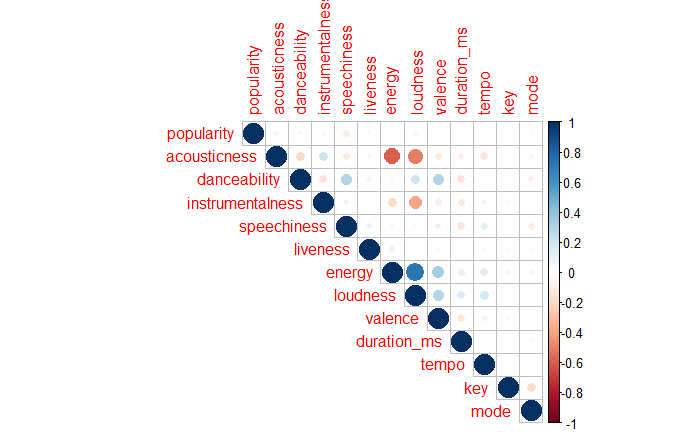 popularity
acousticness
danceability
instrumentalness
speechiness
liveness
energy
loudness
valence
duration_ms
tempo
key
mode
popularity
acousticness
danceability
instrumentalness
speechiness
liveness
energy
loudness
valence
duration_ms
tempo
key
mode
1
0.8
0.6
0.4
0.2
0
-0.2
-0.4
-0.6
-0.8
-1